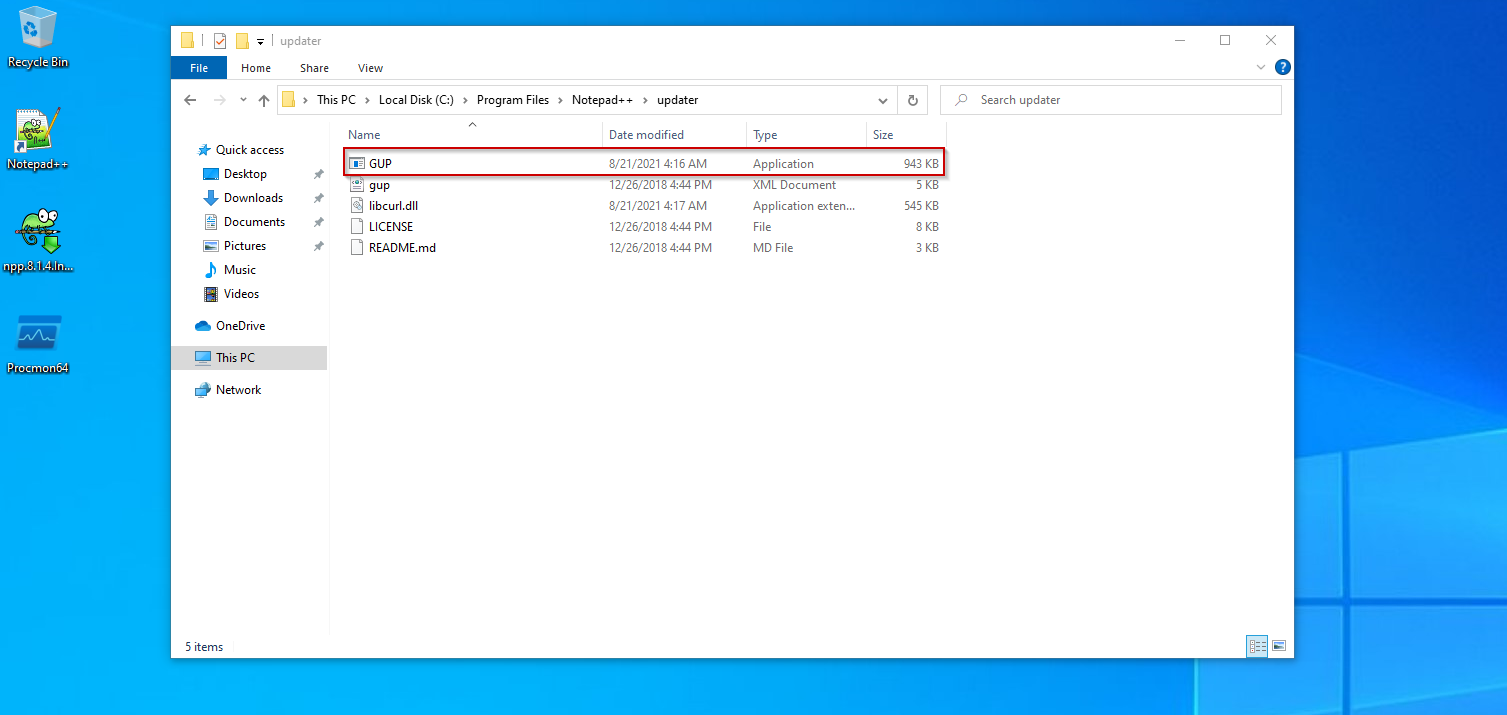 Recycle Bin
Notepad++
npp.8.1.4.In...
Procmon64
updater
File Home Share View
?
This PC Local Disk (C:) Program Files Notepad++ updater
Search updater
Quick access
Desktop
Downloads
Documents
Pictures
Music
Videos
OneDrive
This PC
Network
Name Date modified Type Size
GUP 8/21/2021 4:16 AM Application 943 KB
gup 12/26/2018 4:44 PM XML Document 5 KB
libcurl.dll 8/21/2021 4:17 AM Application exten... 545 KB
LICENSE 12/26/2018 4:44 PM File 8 KB
README.md 12/26/2018 4:44 PM MD File 3 KB
5 items